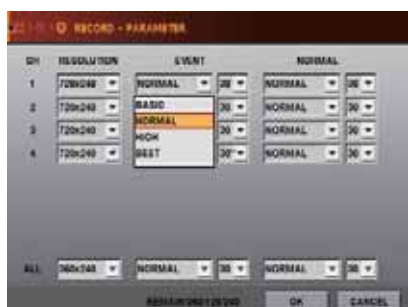 RECORD - PARAMETER
CH RESOLUTION EVENT NORMAL
1 720x240 NORMAL 30 NORMAL 30
2 720x240 BASIC 30 NORMAL 30
NORMAL
3 720x240 HIGH 30 NORMAL 30
4 720x240 BEST 30 NORMAL 30
ALL 360x240 NORMAL 30 NORMAL 30
OK CANCEL